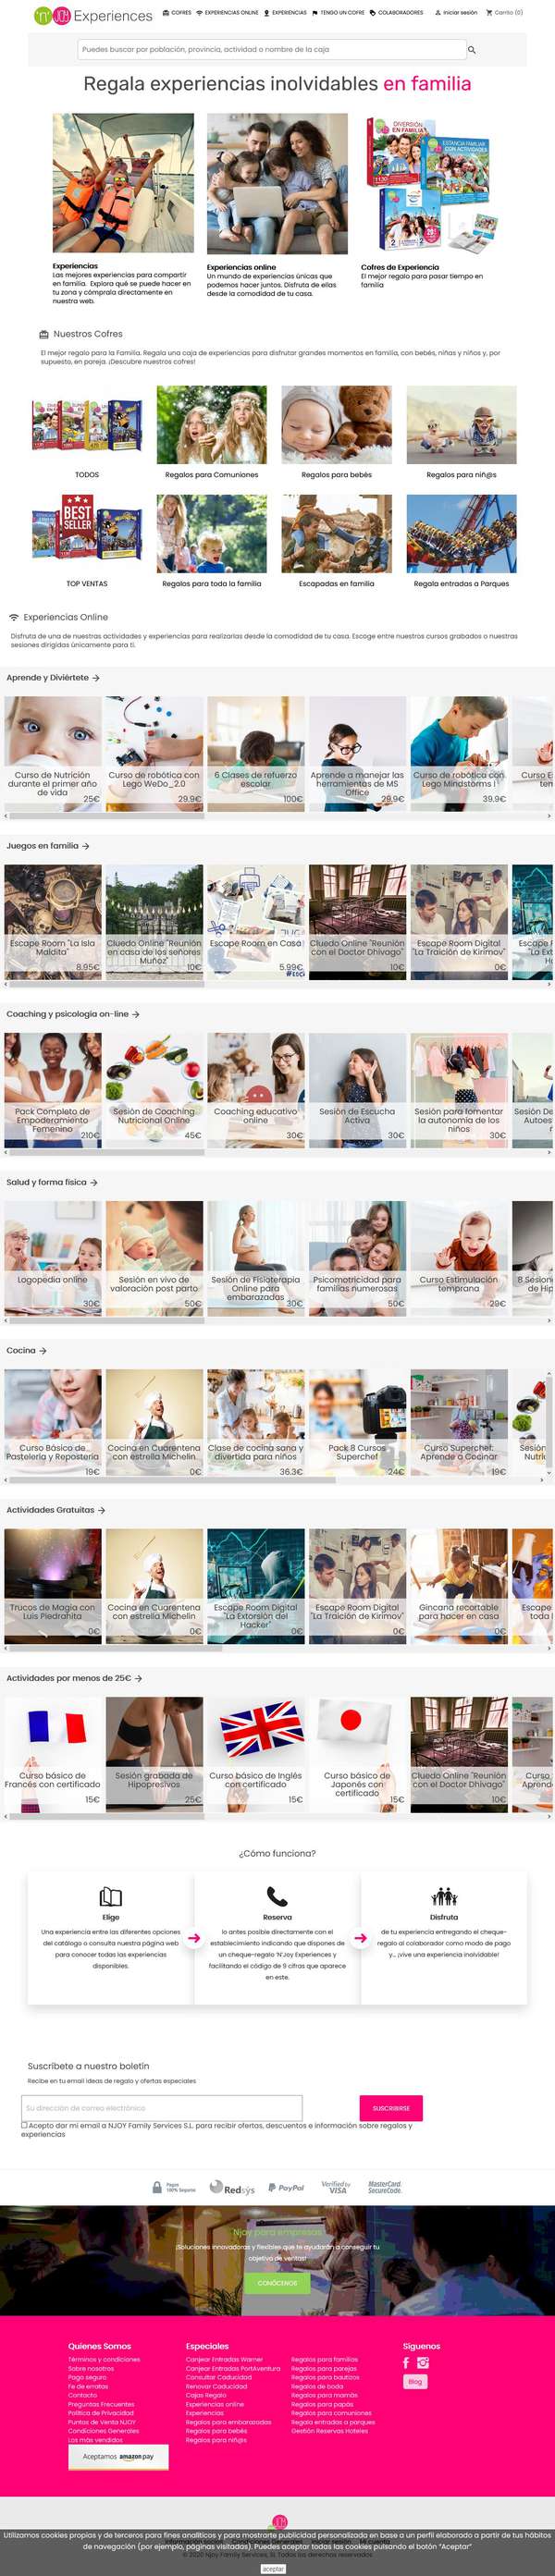 n' JOY Experiences
COFRES EXPERIENCIAS ONLINE EXPERIENCIAS TENGO UN COFRE COLABORADORES Iniciar sesión Carrito (0)
Puedes buscar por población, provincia, actividad o nombre de la caja
Regala experiencias inolvidables en familia
Experiencias
Las mejores experiencias para compartir
en familia. Explora qué se puede hacer en
tu zona y cómprala directamente en
nuestra web.
Experiencias online
Un mundo de experiencias únicas que
podemos hacer juntos. Disfruta de ellas
desde la comodidad de tu casa.
DIVERSIÓN
EN FAMILIA
ESTANCIA FAMILIAR
CON ACTIVIDADES
Cofres de Experiencia
El mejor regalo para pasar tiempo en
familia
Nuestros Cofres
El mejor regalo para la Familia. Regala una caja de experiencias para disfrutar grandes momentos en familia, con bebés, niñas y niños y, por
supuesto, en pareja. ¡Descubre nuestros cofres!
TODOS
Regalos para Comuniones
Regalos para bebés
Regalos para niñ@s
BEST
SELLER
TOP VENTAS
Regalos para toda la familia
Escapadas en familia
Regala entradas a Parques
Experiencias Online
Disfruta de una de nuestras actividades y experiencias para realizarlas desde la comodidad de tu casa. Escoge entre nuestros cursos grabados o nuestras
sesiones dirigidas únicamente para ti.
Aprende y Diviértete →
Curso de Nutrición
durante el primer año
de vida
25€
Curso de robótica con
Lego WeDo_2.0
29.9€
6 Clases de refuerzo
escolar
100€
Aprende a manejar las
herramientas de MS
Office
29.9€
Curso de robótica con
Lego Mindstorms I
39.9€
Curso E
tem
Juegos en familia →
Escape Room "La Isla
Maldita"
8.95€
Cluedo Online "Reunión
en casa de los señores
Muñoz"
10€
Escape Room en Casa
5.99€
Cluedo Online "Reunión
con el Doctor Dhivago"
10€
Escape Room Digital
"La Traición de Kirimov"
0€
Escape R
"La Ext
Ha
Coaching y psicología on-line →
Pack Completo de
Empoderamiento
Femenino
210€
Sesión de Coaching
Nutricional Online
45€
Coaching educativo
online
30€
Sesión de Escucha
Activa
30€
Sesión para fomentar
la autonomía de los
niños
30€
Sesión De
Autoes
Salud y forma física →
Logopedia online
30€
Sesión en vivo de
valoración post parto
50€
Sesión de Fisioterapia
Online para
embarazadas
30€
Psicomotricidad para
familias numerosas
50€
Curso Estimulación
temprana
29€
8 Sesion
de Hip
Cocina →
Curso Básico de
Pastelería y Repostería
19€
Cocina en Cuarentena
con estrella Michelin
0€
Clase de cocina sana y
divertida para niños
36.3€
Pack 8 Cursos
Superchef
24€
Curso Superchef:
Aprende a Cocinar
19€
Sesión
Nutri
Actividades Gratuitas →
Trucos de Magia con
Luis Piedrahita
0€
Cocina en Cuarentena
con estrella Michelin
0€
Escape Room Digital
"La Extorsión del
Hacker"
0€
Escape Room Digital
"La Traición de Kirimov"
0€
Gincana recortable
para hacer en casa
0€
Escape
toda l
Actividades por menos de 25€ →
Curso básico de
Francés con certificado
15€
Sesión grabada de
Hipopresivos
25€
Curso básico de Inglés
con certificado
15€
Curso básico de
Japonés con
certificado
15€
Cluedo Online "Reunión
con el Doctor Dhivago"
10€
Curso
Aprend
¿Cómo funciona?
Elige
Una experiencia entre las diferentes opciones
del catálogo o consulta nuestra página web
para conocer todas las experiencias
disponibles.
Reserva
lo antes posible directamente con el
establecimiento indicando que dispones de
un cheque-regalo 'N'Joy Experiences y
facilitando el código de 9 cifras que aparece
en este.
Disfruta
de tu experiencia entregando el cheque-
regalo al colaborador como modo de pago
y... ¡vive una experiencia inolvidable!
Suscríbete a nuestro boletín
Recibe en tu email ideas de regalo y ofertas especiales
Su dirección de correo electrónico
SUSCRIBIRSE
Acepto dar mi email a NJOY Family Services S.L. para recibir ofertas, descuentos e información sobre regalos y
experiencias
Pagos
100% Seguros
Redsys
PayPal
Verified by
VISA
MasterCard.
SecureCode.
Njoy para empresas
¡Soluciones innovadoras y flexibles que te ayudarán a conseguir tu
objetivo de ventas!
CONÓCENOS
Quienes Somos
Términos y condiciones
Sobre nosotros
Pago seguro
Fe de erratas
Contacto
Preguntas Frecuentes
Política de Privacidad
Puntos de Venta NJOY
Condiciones Generales
Los más vendidos
Aceptamos amazon pay
Especiales
Canjear Entradas Warner
Canjear Entradas PortAventura
Consultar Caducidad
Renovar Caducidad
Cajas Regalo
Experiencias online
Experiencias
Regalos para embarazadas
Regalos para bebés
Regalos para niñ@s
Regalos para familias
Regalos para parejas
Regalos para bautizos
Regalos de boda
Regalos para mamás
Regalos para papás
Regalos para comuniones
Regala entradas a parques
Gestión Reservas Hoteles
Síguenos
Blog
Utilizamos cookies propias y de terceros para fines analíticos y para mostrarte publicidad personalizada en base a un perfil elaborado a partir de tus hábitos
de navegación (por ejemplo, páginas visitadas). Puedes aceptar todas las cookies pulsando el botón "Aceptar"
© 2020 Njoy Family Services, SL Todos los derechos reservados
aceptar